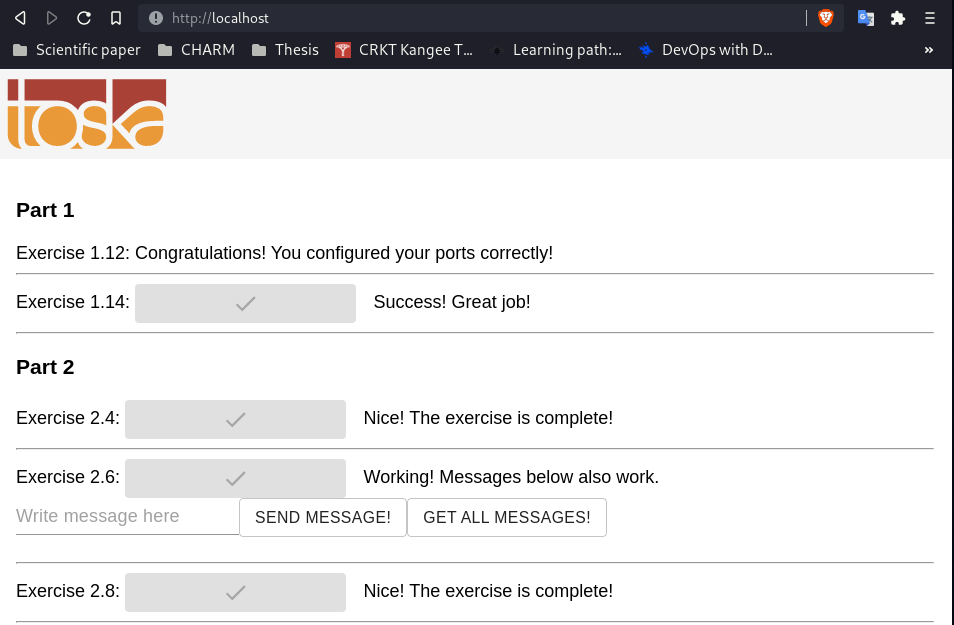 http://localhost
Scientific paper CHARM Thesis CRKT Kangee T... Learning path:... DevOps with D... »
toska
Part 1
Exercise 1.12: Congratulations! You configured your ports correctly!
Exercise 1.14: Success! Great job!
Part 2
Exercise 2.4: Nice! The exercise is complete!
Exercise 2.6: Working! Messages below also work.
Write message here SEND MESSAGE! GET ALL MESSAGES!
Exercise 2.8: Nice! The exercise is complete!